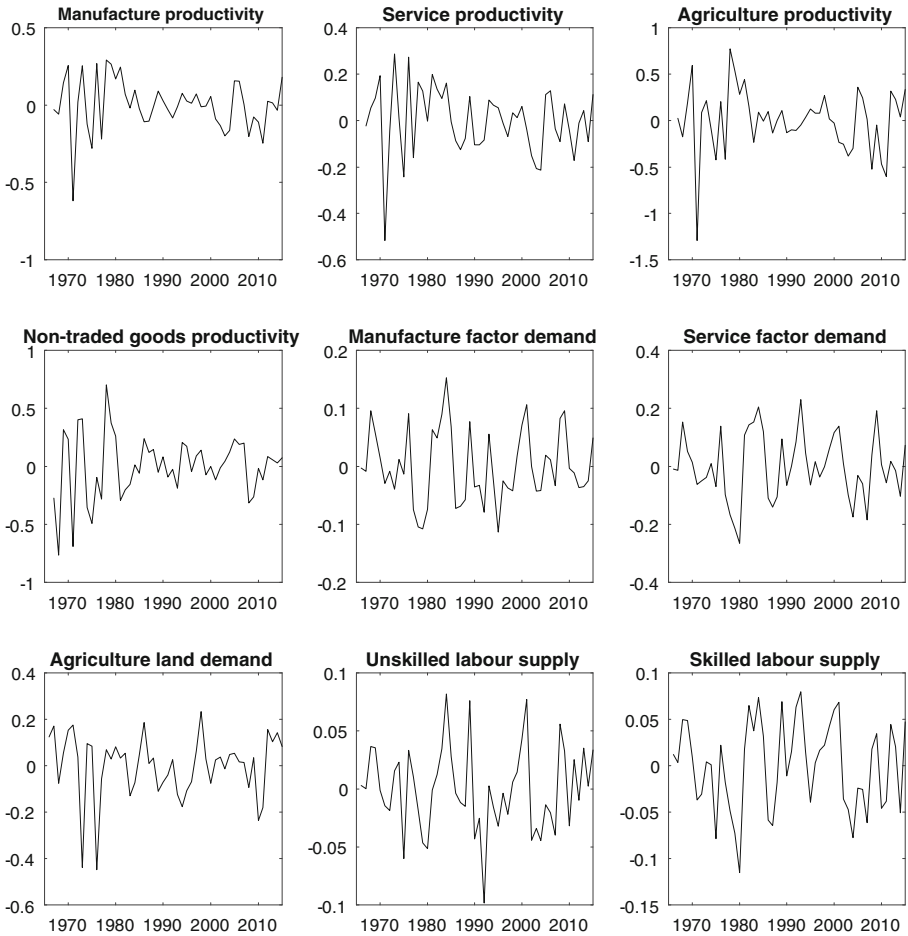 Manufacture productivity
0.5
0
-0.5
-1
1970 1980 1990 2000 2010
Service productivity
0.4
0.2
0
-0.2
-0.4
-0.6
1970 1980 1990 2000 2010
Agriculture productivity
1
0.5
0
-0.5
-1
-1.5
1970 1980 1990 2000 2010
Non-traded goods productivity
1
0.5
0
-0.5
-1
1970 1980 1990 2000 2010
Manufacture factor demand
0.2
0.1
0
-0.1
-0.2
1970 1980 1990 2000 2010
Service factor demand
0.4
0.2
0
-0.2
-0.4
1970 1980 1990 2000 2010
Agriculture land demand
0.4
0.2
0
-0.2
-0.4
-0.6
1970 1980 1990 2000 2010
Unskilled labour supply
0.1
0.05
0
-0.05
-0.1
1970 1980 1990 2000 2010
Skilled labour supply
0.1
0.05
0
-0.05
-0.1
-0.15
1970 1980 1990 2000 2010